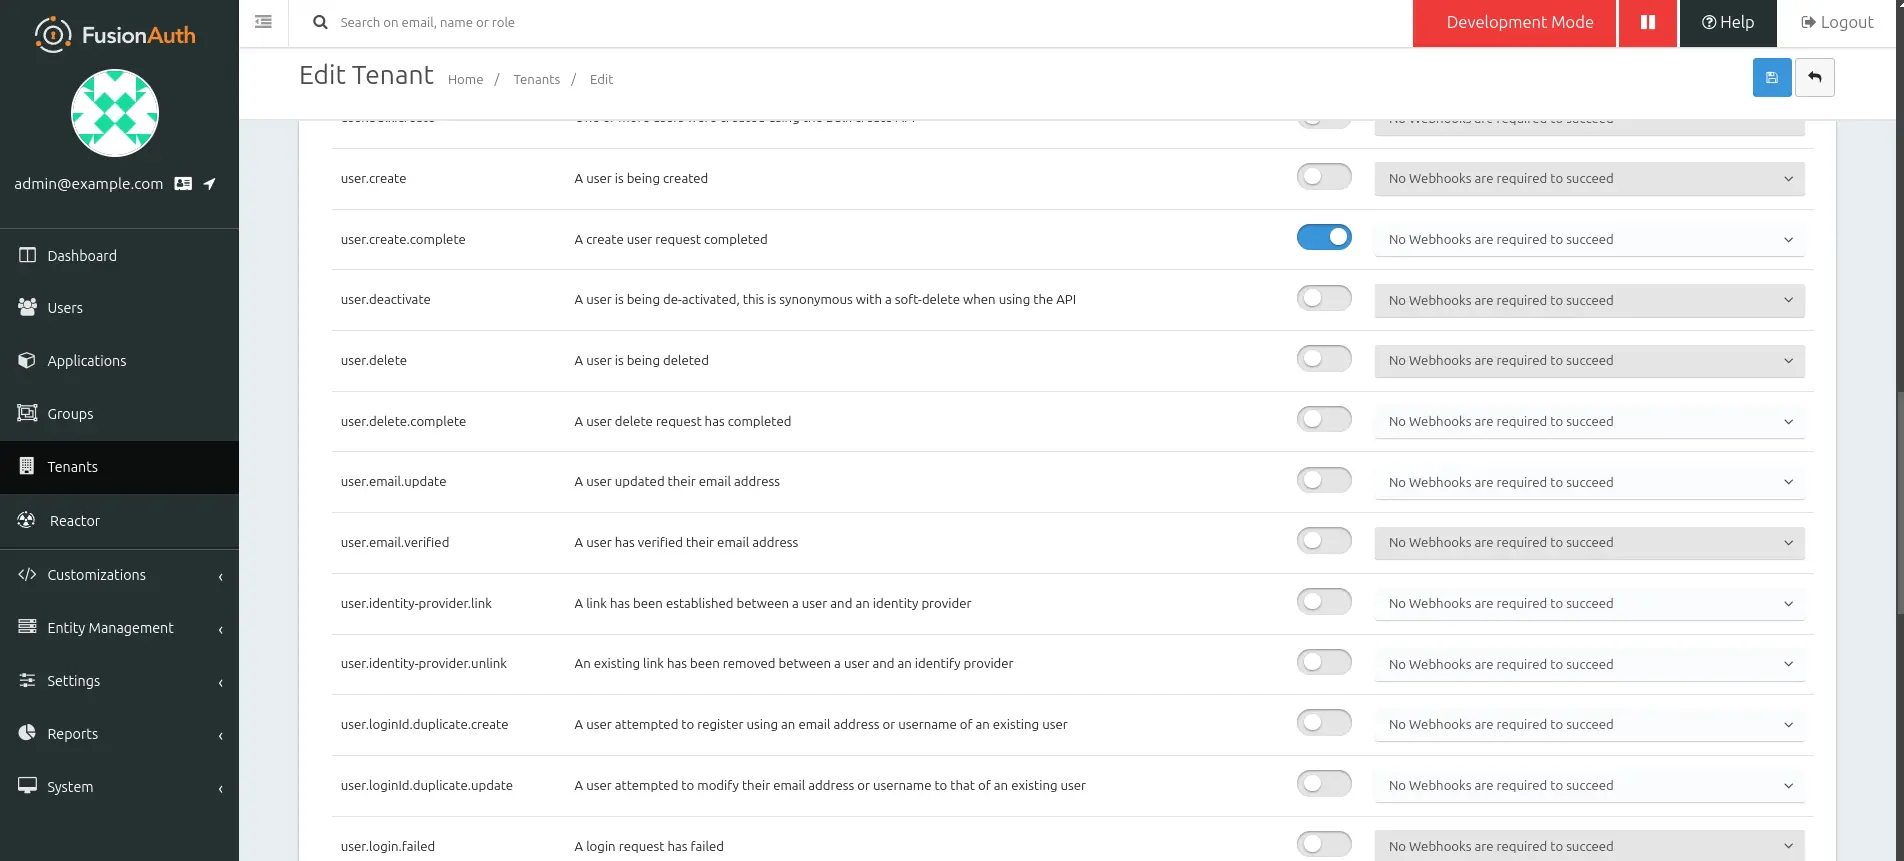 FusionAuth
admin@example.com
Dashboard
Users
Applications
Groups
Tenants
Reactor
Customizations
Entity Management
Settings
Reports
System
Search on email, name or role
Development Mode
Help
Logout
Edit Tenant Home / Tenants / Edit
No Webhooks are required to succeed
user.create A user is being created No Webhooks are required to succeed
user.create.complete A create user request completed No Webhooks are required to succeed
user.deactivate A user is being de-activated, this is synonymous with a soft-delete when using the API No Webhooks are required to succeed
user.delete A user is being deleted No Webhooks are required to succeed
user.delete.complete A user delete request has completed No Webhooks are required to succeed
user.email.update A user updated their email address No Webhooks are required to succeed
user.email.verified A user has verified their email address No Webhooks are required to succeed
user.identity-provider.link A link has been established between a user and an identity provider No Webhooks are required to succeed
user.identity-provider.unlink An existing link has been removed between a user and an identify provider No Webhooks are required to succeed
user.loginId.duplicate.create A user attempted to register using an email address or username of an existing user No Webhooks are required to succeed
user.loginId.duplicate.update A user attempted to modify their email address or username to that of an existing user No Webhooks are required to succeed
user.login.failed A login request has failed No Webhooks are required to succeed